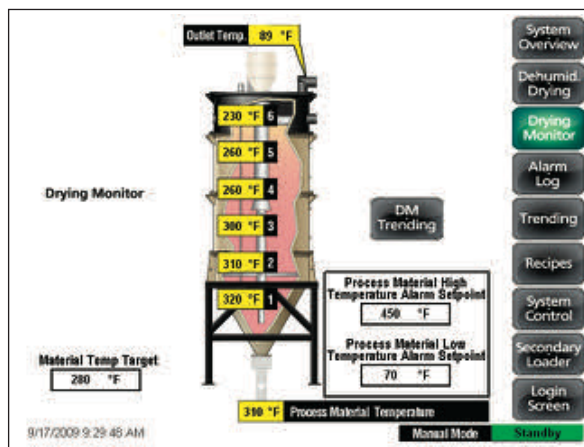 Outlet Temp. 89 °F
System Overview
Dehumid. Drying
230 °F 6
Drying Monitor
260 °F 5
260 °F 4
Alarm Log
Drying Monitor
DM Trending
Trending
300 °F 3
310 °F 2
Recipes
320 °F 1
Process Material High
Temperature Alarm Setpoint
450 °F
System Control
Process Material Low
Temperature Alarm Setpoint
70 °F
Secondary Loader
Material Temp Target
280 °F
310 °F Process Material Temperature
Login Screen
9/17/2009 9:29:48 AM
Manual Mode Standby